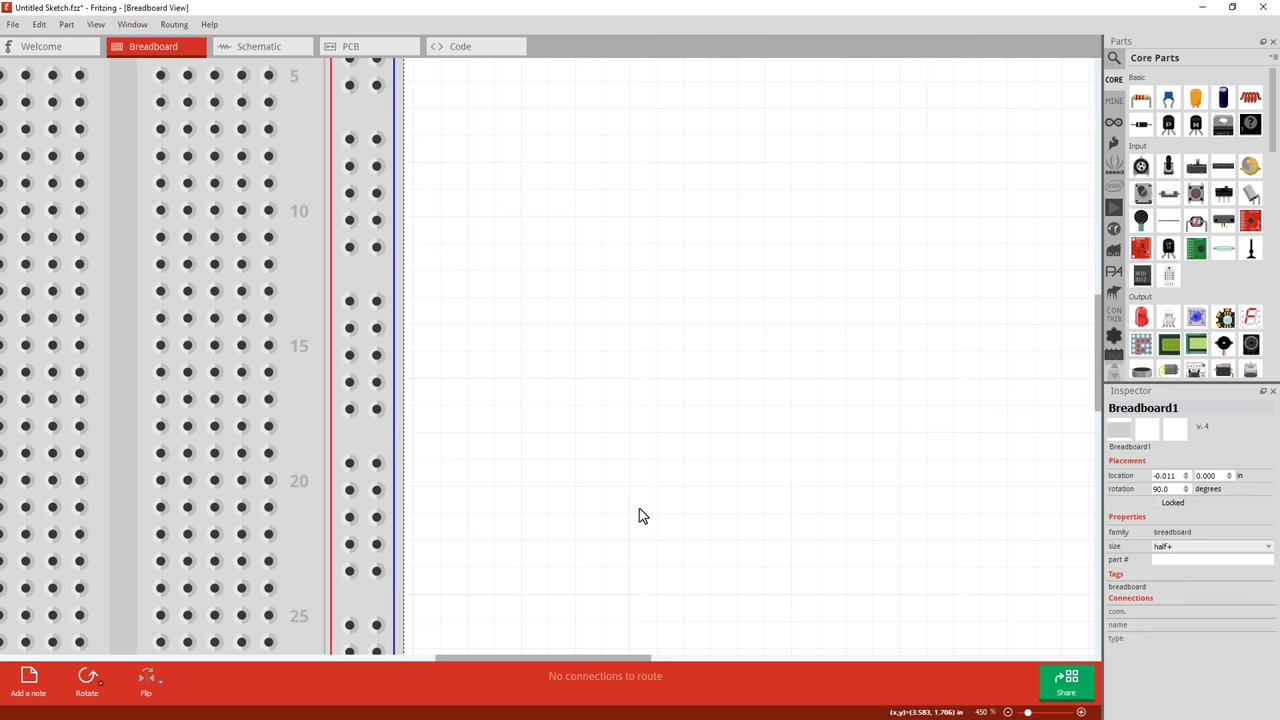 Untitled Sketch.fzz* - Fritzing - [Breadboard View]
File Edit Part View Window Routing Help
Welcome Breadboard Schematic PCB Code
Parts
Core Parts
CORE
MINE
Basic
Input
Output
CON
TRIB
5
10
15
20
25
Inspector
Breadboard1
v. 4
Breadboard1
Placement
location -0.011 0.000 in
rotation 90.0 degrees
Locked
Properties
family breadboard
size half+
part #
Tags
breadboard
Connections
conn.
name
type
Add a note Rotate Flip
No connections to route
Share
(x,y)=(3.583, 1.706) in 450 %